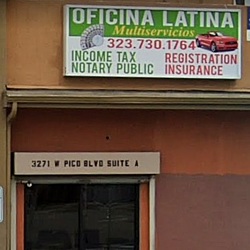 OFICINA LATINA
Multiservicios
323.730.1764
INCOME TAX REGISTRATION
NOTARY PUBLIC INSURANCE
3271 W PICO BLVD SUITE A